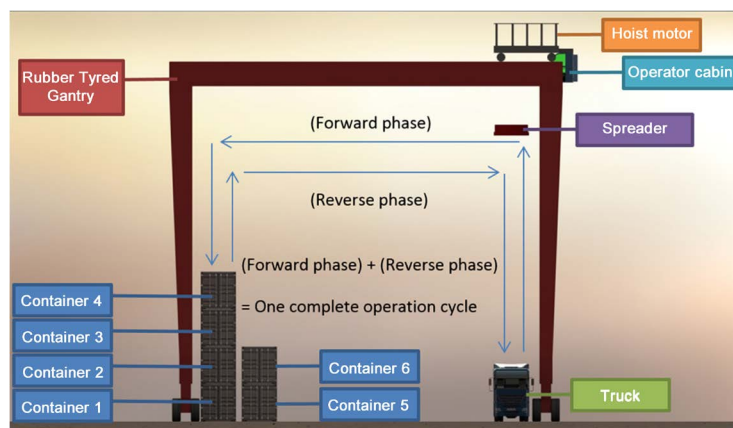 Hoist motor
Rubber Tyred
Gantry
Operator cabin
(Forward phase)
Spreader
(Reverse phase)
(Forward phase) + (Reverse phase)
= One complete operation cycle
Container 4
Container 3
Container 2
Container 1
Container 6
Container 5
Truck